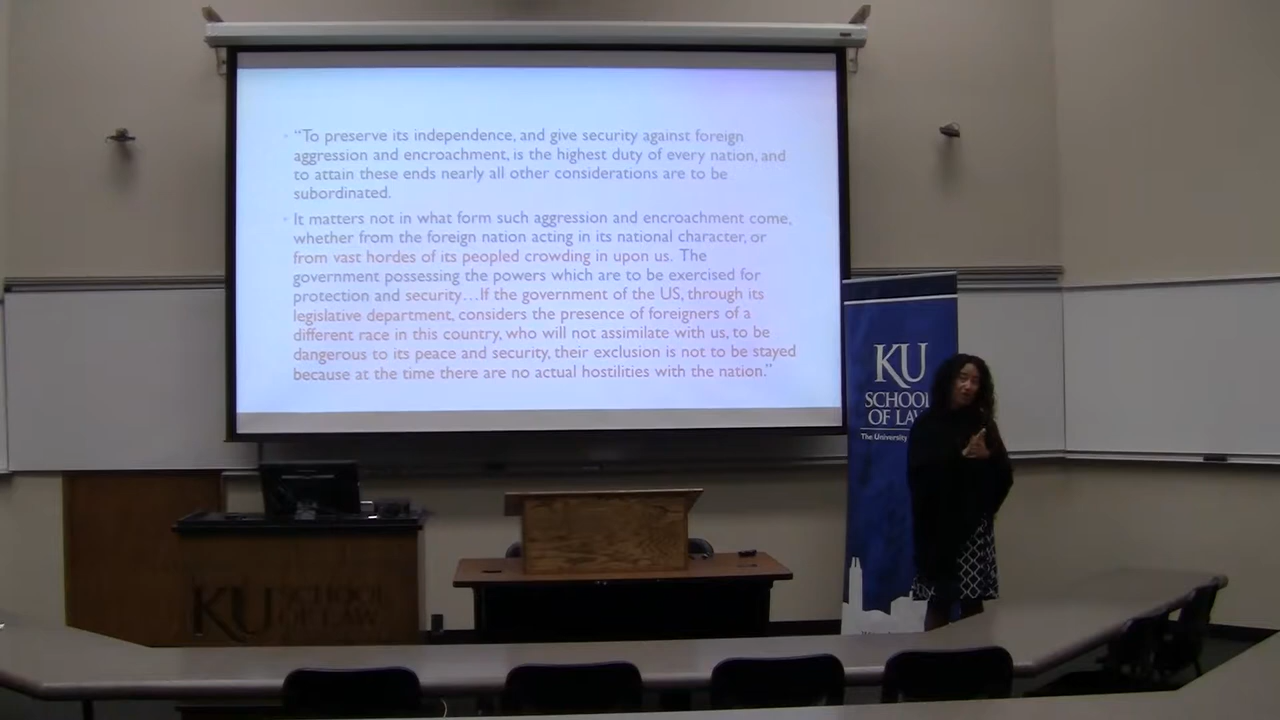 “To preserve its independence, and give security against foreign
aggression and encroachment, is the highest duty of every nation, and
to attain these ends nearly all other considerations are to be
subordinated.
It matters not in what form such aggression and encroachment come,
whether from the foreign nation acting in its national character, or
from vast hordes of its peopled crowding in upon us. The
government possessing the powers which are to be exercised for
protection and security…If the government of the US, through its
legislative department, considers the presence of foreigners of a
different race in this country, who will not assimilate with us, to be
dangerous to its peace and security, their exclusion is not to be stayed
because at the time there are no actual hostilities with the nation.”
KU
SCHOOL
OF LAW
The University
KU SCHOOL
OF LAW